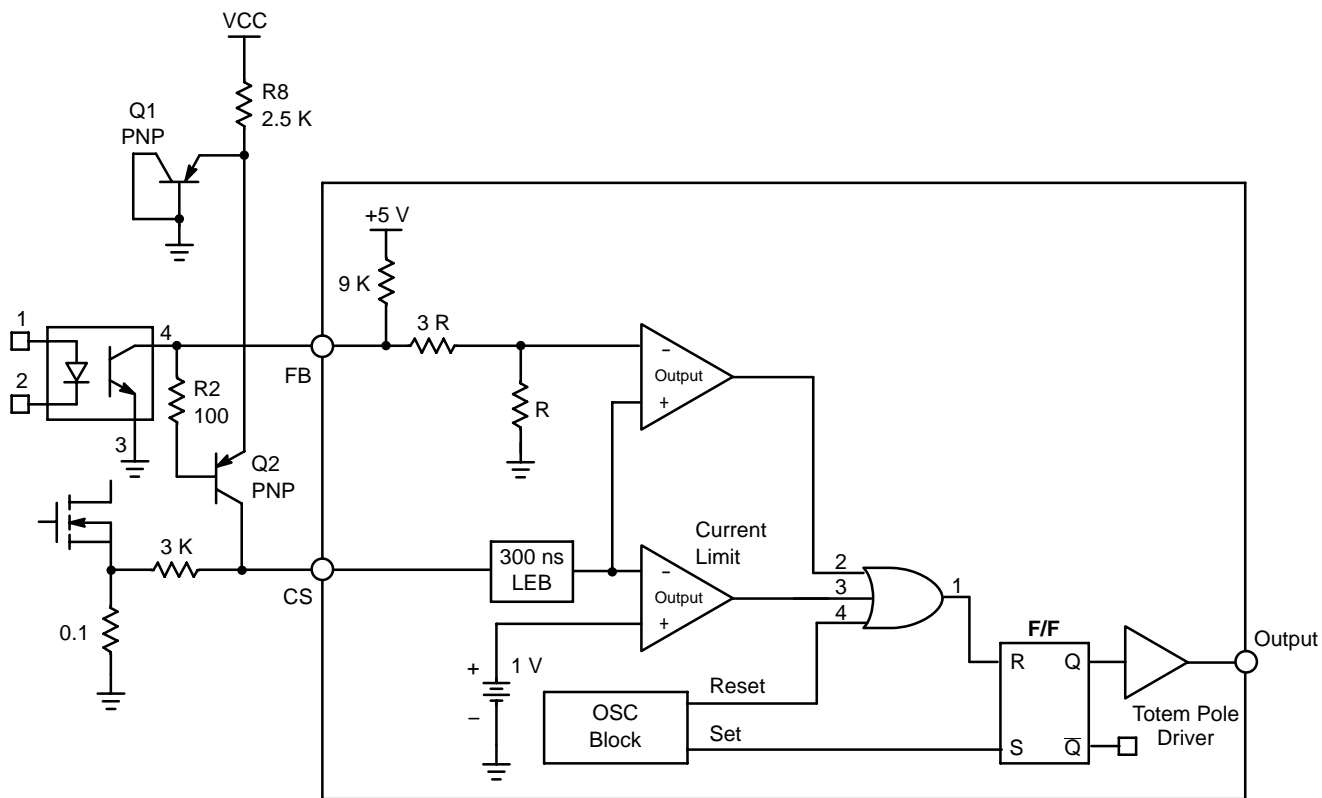 VCC
R8
2.5 K
Q1
PNP
+5 V
9 K
1
2
4
3
FB
3 R
R
R2
100
Q2
PNP
−
Output
+
3 K
0.1
CS
300 ns
LEB
Current
Limit
−
Output
+
+
1 V
−
2
3
4
1
OSC
Block
Reset
Set
F/F
R
Q
S
Q̅
Totem Pole
Driver
Output